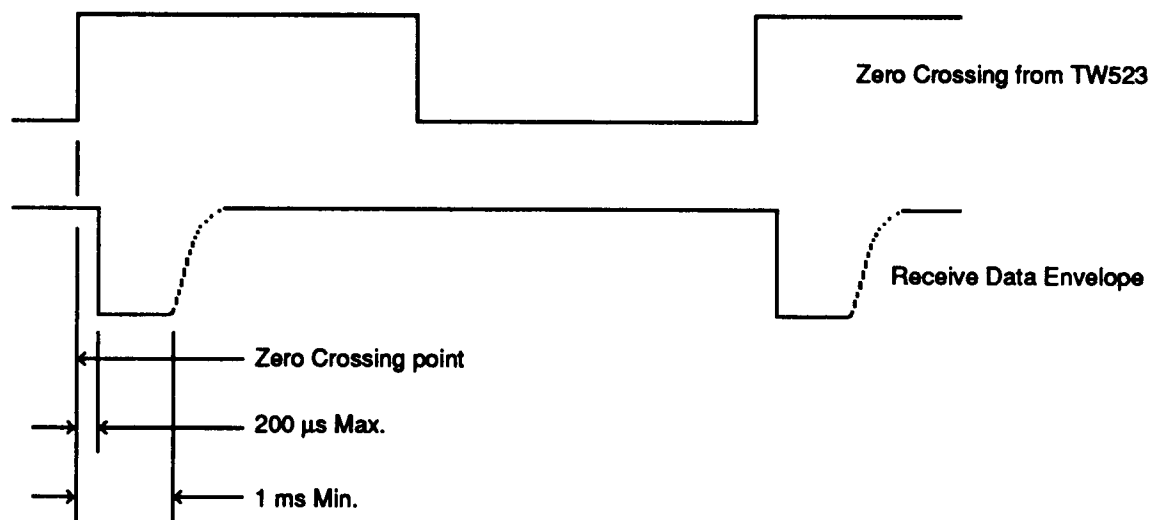 Zero Crossing from TW523
Receive Data Envelope
Zero Crossing point
200 µs Max.
1 ms Min.